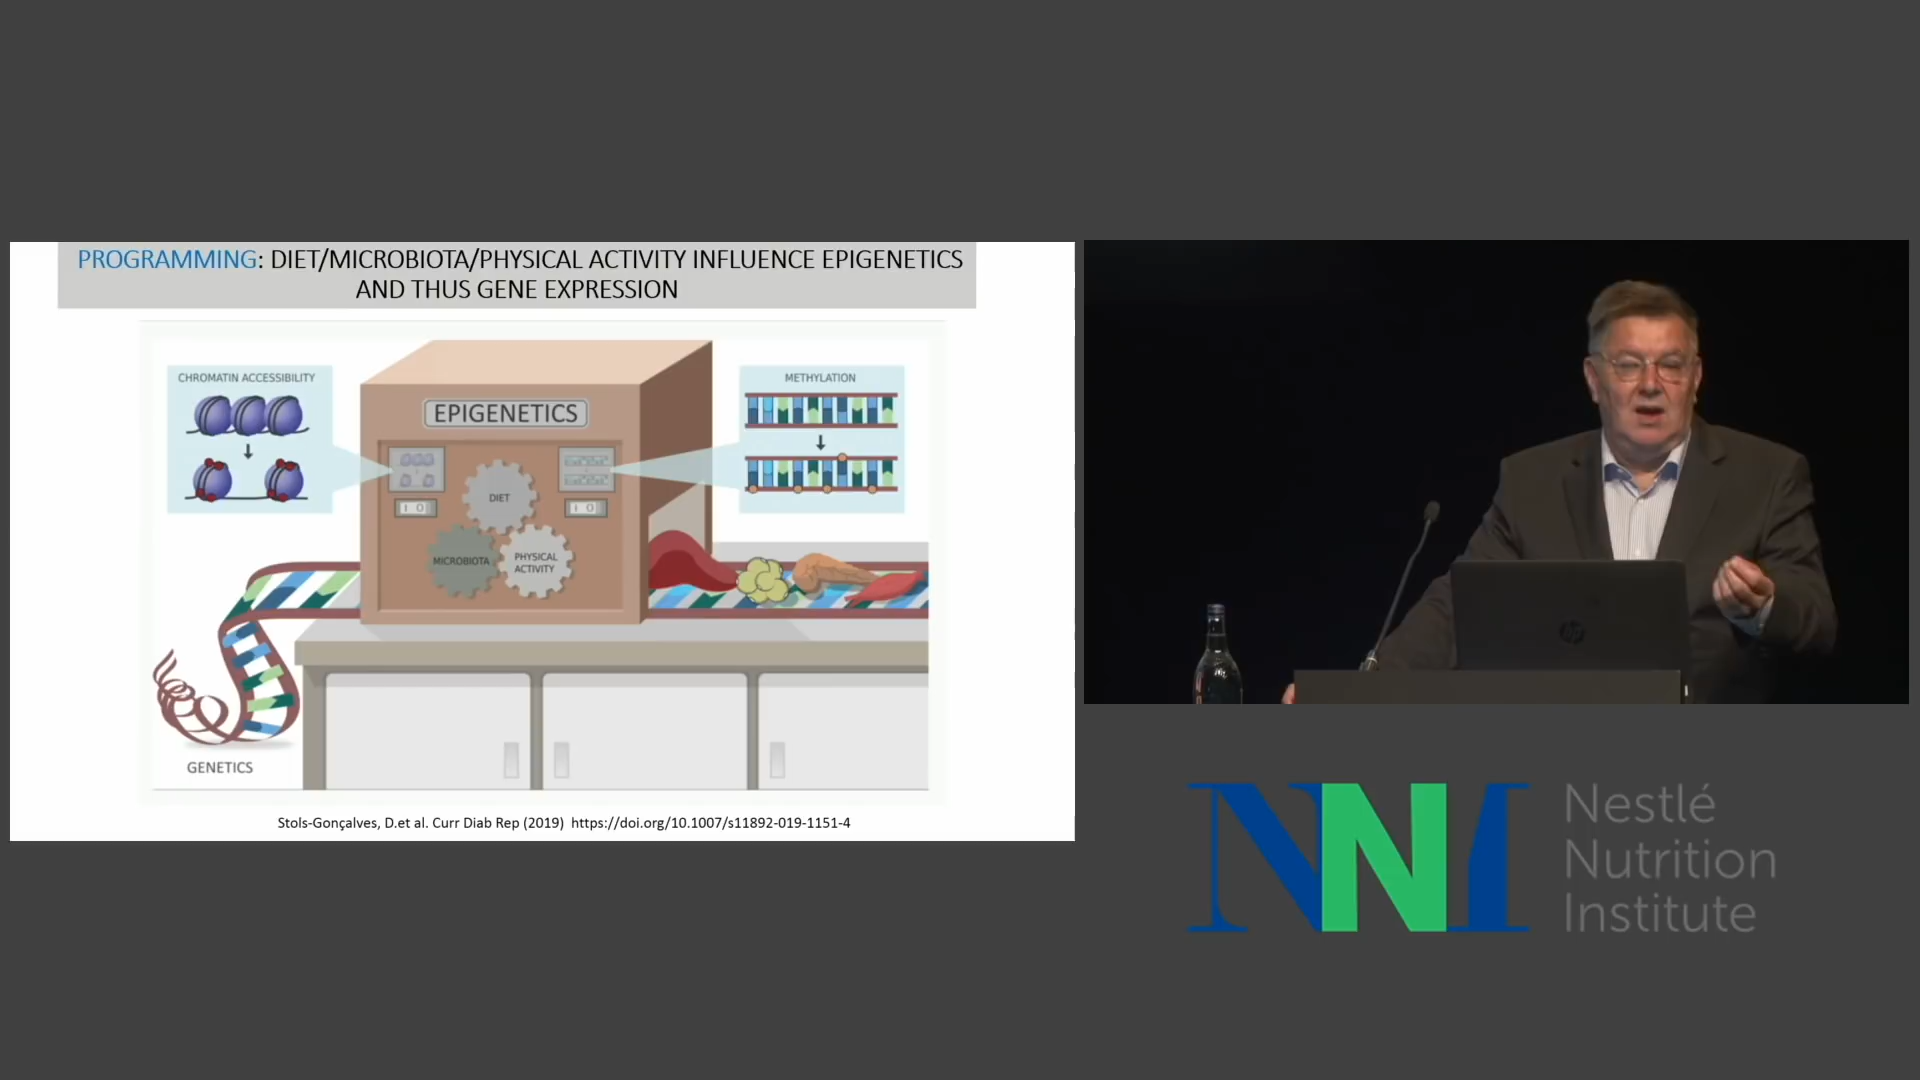 PROGRAMMING: DIET/MICROBIOTA/PHYSICAL ACTIVITY INFLUENCE EPIGENETICS
AND THUS GENE EXPRESSION
CHROMATIN ACCESSIBILITY
METHYLATION
EPIGENETICS
DIET
I O
I O
MICROBIOTA
PHYSICAL
ACTIVITY
GENETICS
Stols-Gonçalves, D.et al. Curr Diab Rep (2019) https://doi.org/10.1007/s11892-019-1151-4
hp
NNI
Nestlé
Nutrition
Institute